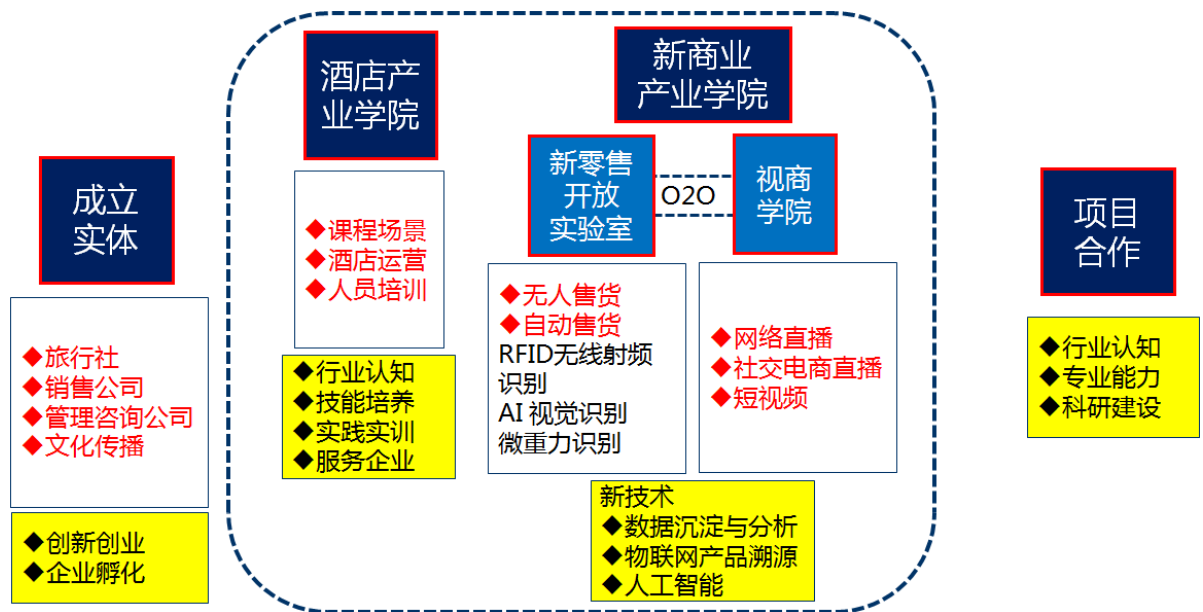 成立
实体
◆旅行社
◆销售公司
◆管理咨询公司
◆文化传播
◆创新创业
◆企业孵化
酒店产
业学院
◆课程场景
◆酒店运营
◆人员培训
◆行业认知
◆技能培养
◆实践实训
◆服务企业
新商业
产业学院
新零售
开放
实验室
O2O
视商
学院
◆无人售货
◆自动售货
RFID无线射频
识别
AI 视觉识别
微重力识别
◆网络直播
◆社交电商直播
◆短视频
新技术
◆数据沉淀与分析
◆物联网产品溯源
◆人工智能
项目
合作
◆行业认知
◆专业能力
◆科研建设